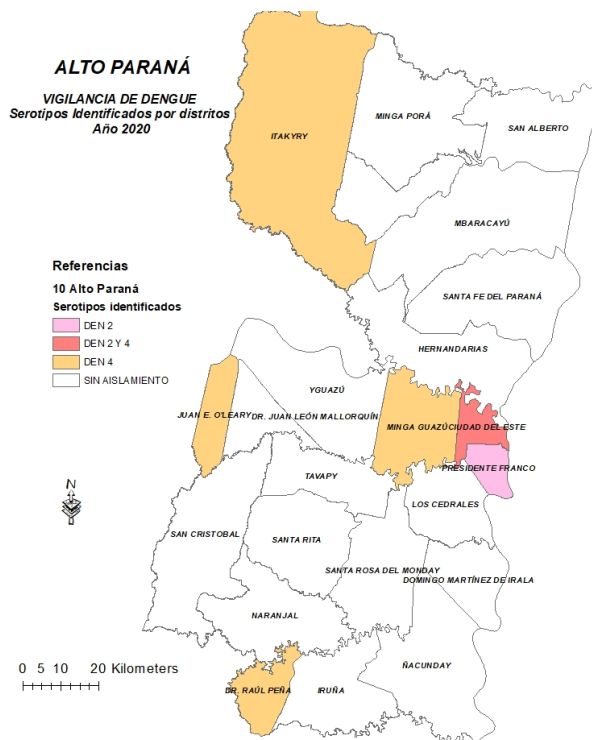 ALTO PARANÁ
VIGILANCIA DE DENGUE
Serotipos Identificados por distritos
Año 2020
ITAKYRY
MINGA PORÁ
SAN ALBERTO
MBARACAYÚ
Referencias
10 Alto Paraná
Serotipos identificados
DEN 2
DEN 2 Y 4
DEN 4
SIN AISLAMIENTO
SANTA FE DEL PARANÁ
HERNANDARIAS
YGUAZÚ
JUAN E. O'LEARY
DR. JUAN LEÓN MALLORQUÍN
MINGA GUAZÚ
CIUDAD DEL ESTE
PRESIDENTE FRANCO
TAVAPY
LOS CEDRALES
N
SAN CRISTOBAL
SANTA RITA
SANTA ROSA DEL MONDAY
DOMINGO MARTÍNEZ DE IRALA
NARANJAL
ÑACUNDAY
0 5 10 20 Kilometers
DR. RAÚL PEÑA
IRUÑA